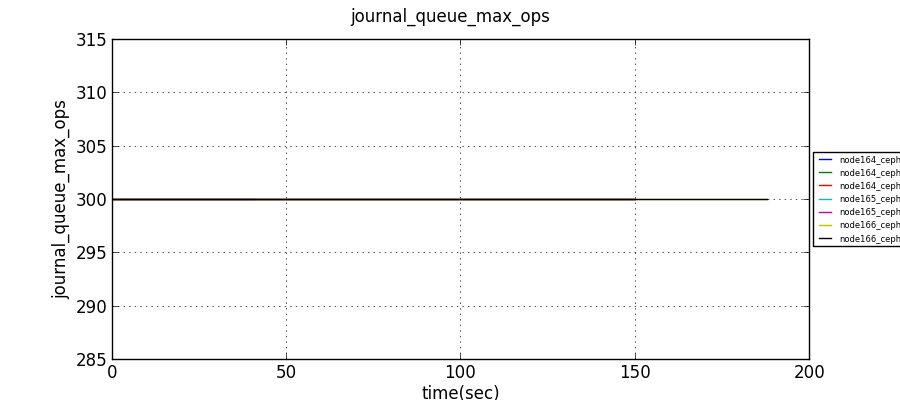 journal_queue_max_ops
315
310
305
300
295
290
285
journal_queue_max_ops
0
50
100
150
200
time(sec)
node164_ceph
node164_ceph
node164_ceph
node165_ceph
node165_ceph
node166_ceph
node166_ceph